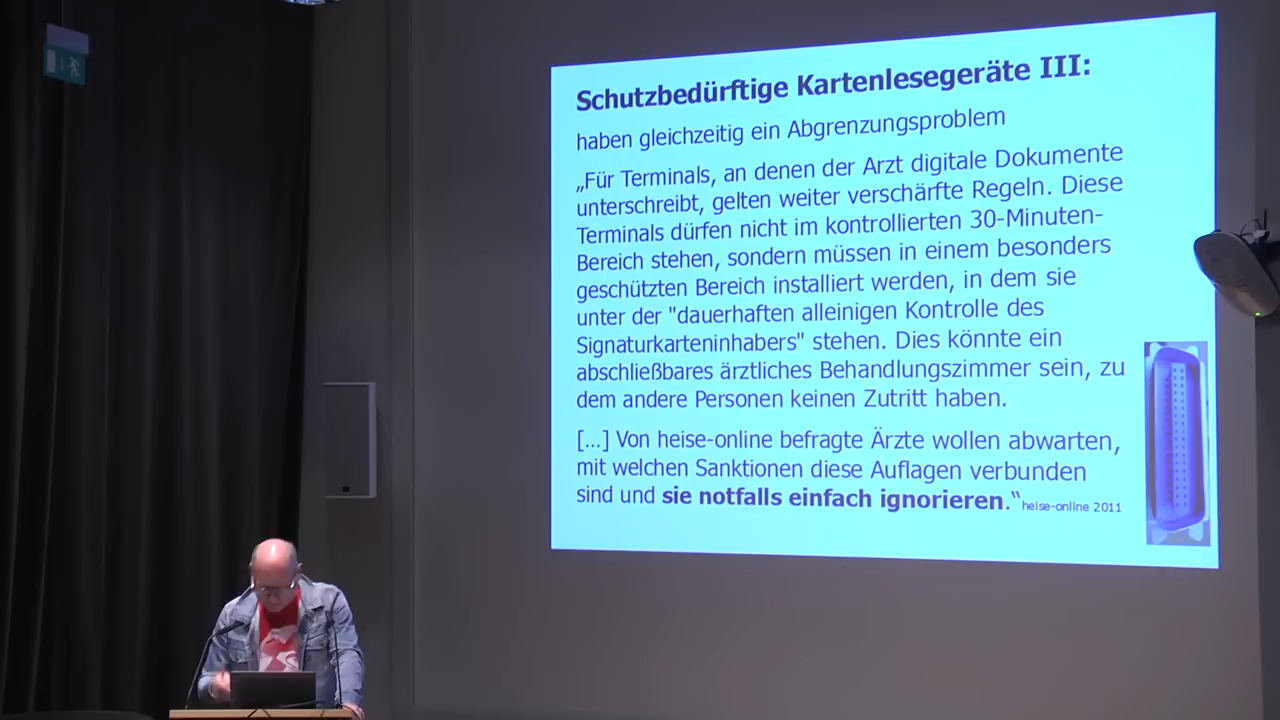 Schutzbedürftige Kartenlesegeräte III:
haben gleichzeitig ein Abgrenzungsproblem
„Für Terminals, an denen der Arzt digitale Dokumente
unterschreibt, gelten weiter verschärfte Regeln. Diese
Terminals dürfen nicht im kontrollierten 30-Minuten-
Bereich stehen, sondern müssen in einem besonders
geschützten Bereich installiert werden, in dem sie
unter der "dauerhaften alleinigen Kontrolle des
Signaturkarteninhabers" stehen. Dies könnte ein
abschließbares ärztliches Behandlungszimmer sein, zu
dem andere Personen keinen Zutritt haben.
[...] Von heise-online befragte Ärzte wollen abwarten,
mit welchen Sanktionen diese Auflagen verbunden
sind und sie notfalls einfach ignorieren.“ heise-online 2011